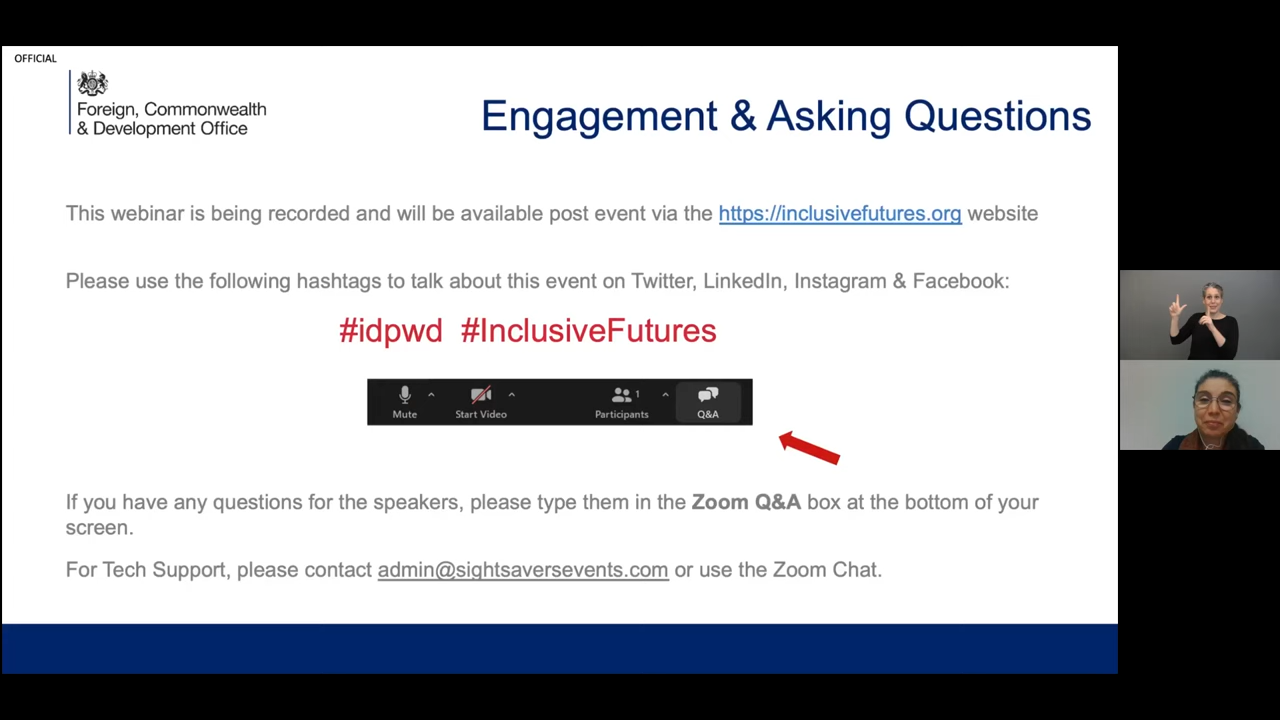 OFFICIAL
Foreign, Commonwealth
& Development Office
Engagement & Asking Questions
This webinar is being recorded and will be available post event via the https://inclusivefutures.org website
Please use the following hashtags to talk about this event on Twitter, LinkedIn, Instagram & Facebook:
#idpwd #InclusiveFutures
1
Mute Start Video Participants Q&A
If you have any questions for the speakers, please type them in the Zoom Q&A box at the bottom of your
screen.
For Tech Support, please contact admin@sightsaversevents.com or use the Zoom Chat.